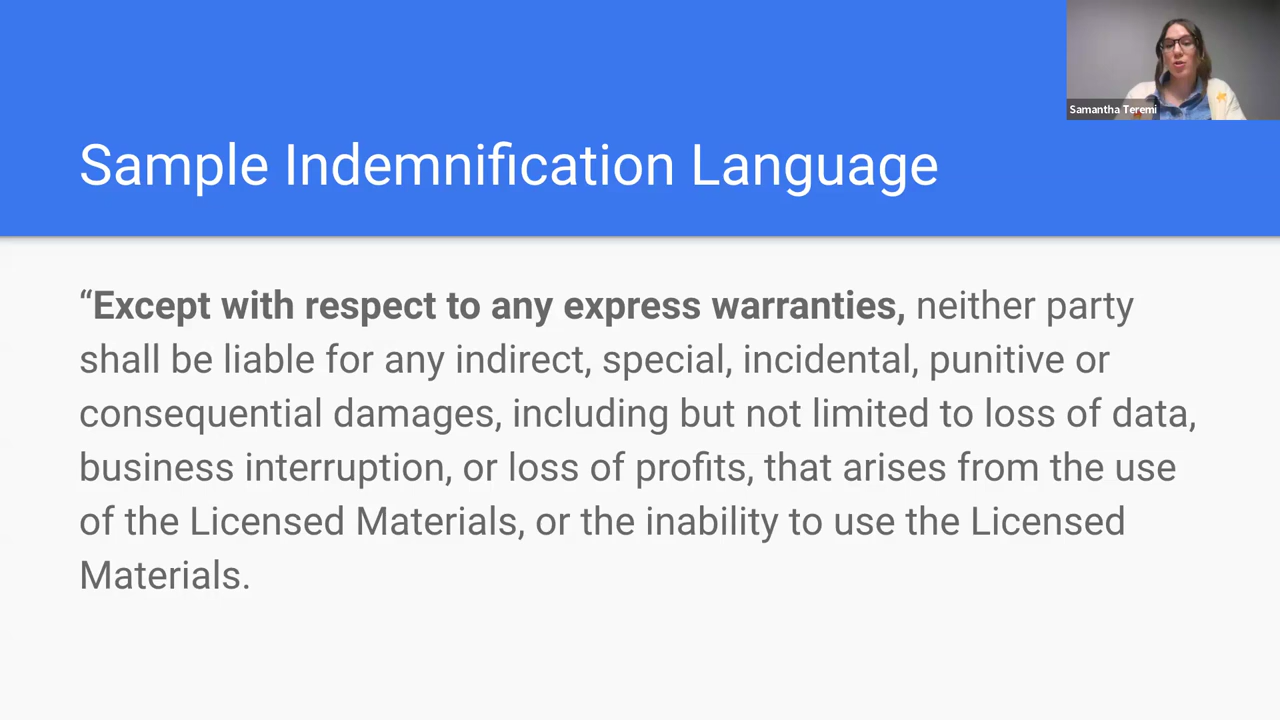 Samantha Teremi
Sample Indemnification Language
“Except with respect to any express warranties, neither party
shall be liable for any indirect, special, incidental, punitive or
consequential damages, including but not limited to loss of data,
business interruption, or loss of profits, that arises from the use
of the Licensed Materials, or the inability to use the Licensed
Materials.